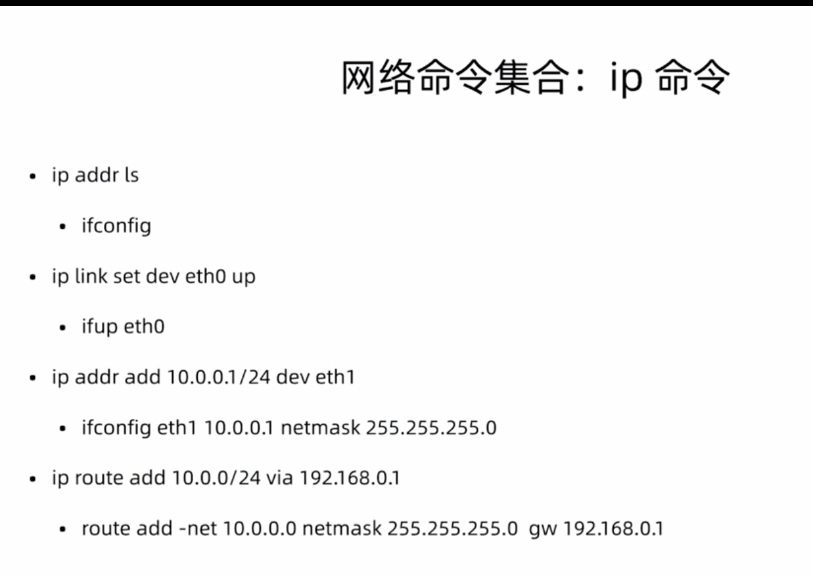 网络命令集合：ip 命令
• ip addr ls
• ifconfig
• ip link set dev eth0 up
• ifup eth0
• ip addr add 10.0.0.1/24 dev eth1
• ifconfig eth1 10.0.0.1 netmask 255.255.255.0
• ip route add 10.0.0/24 via 192.168.0.1
• route add -net 10.0.0.0 netmask 255.255.255.0 gw 192.168.0.1